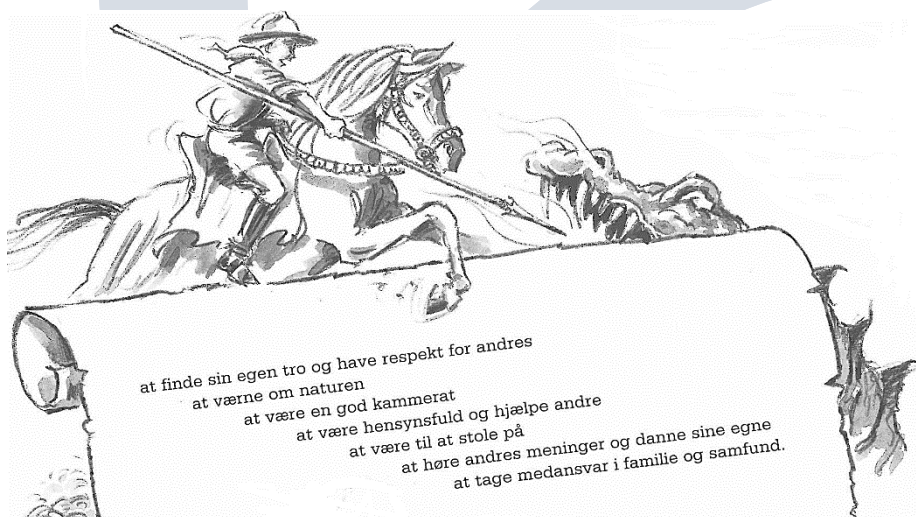 at finde sin egen tro og have respekt for andres
at værne om naturen
at være en god kammerat
at være hensynsfuld og hjælpe andre
at være til at stole på
at høre andres meninger og danne sine egne
at tage medansvar i familie og samfund.